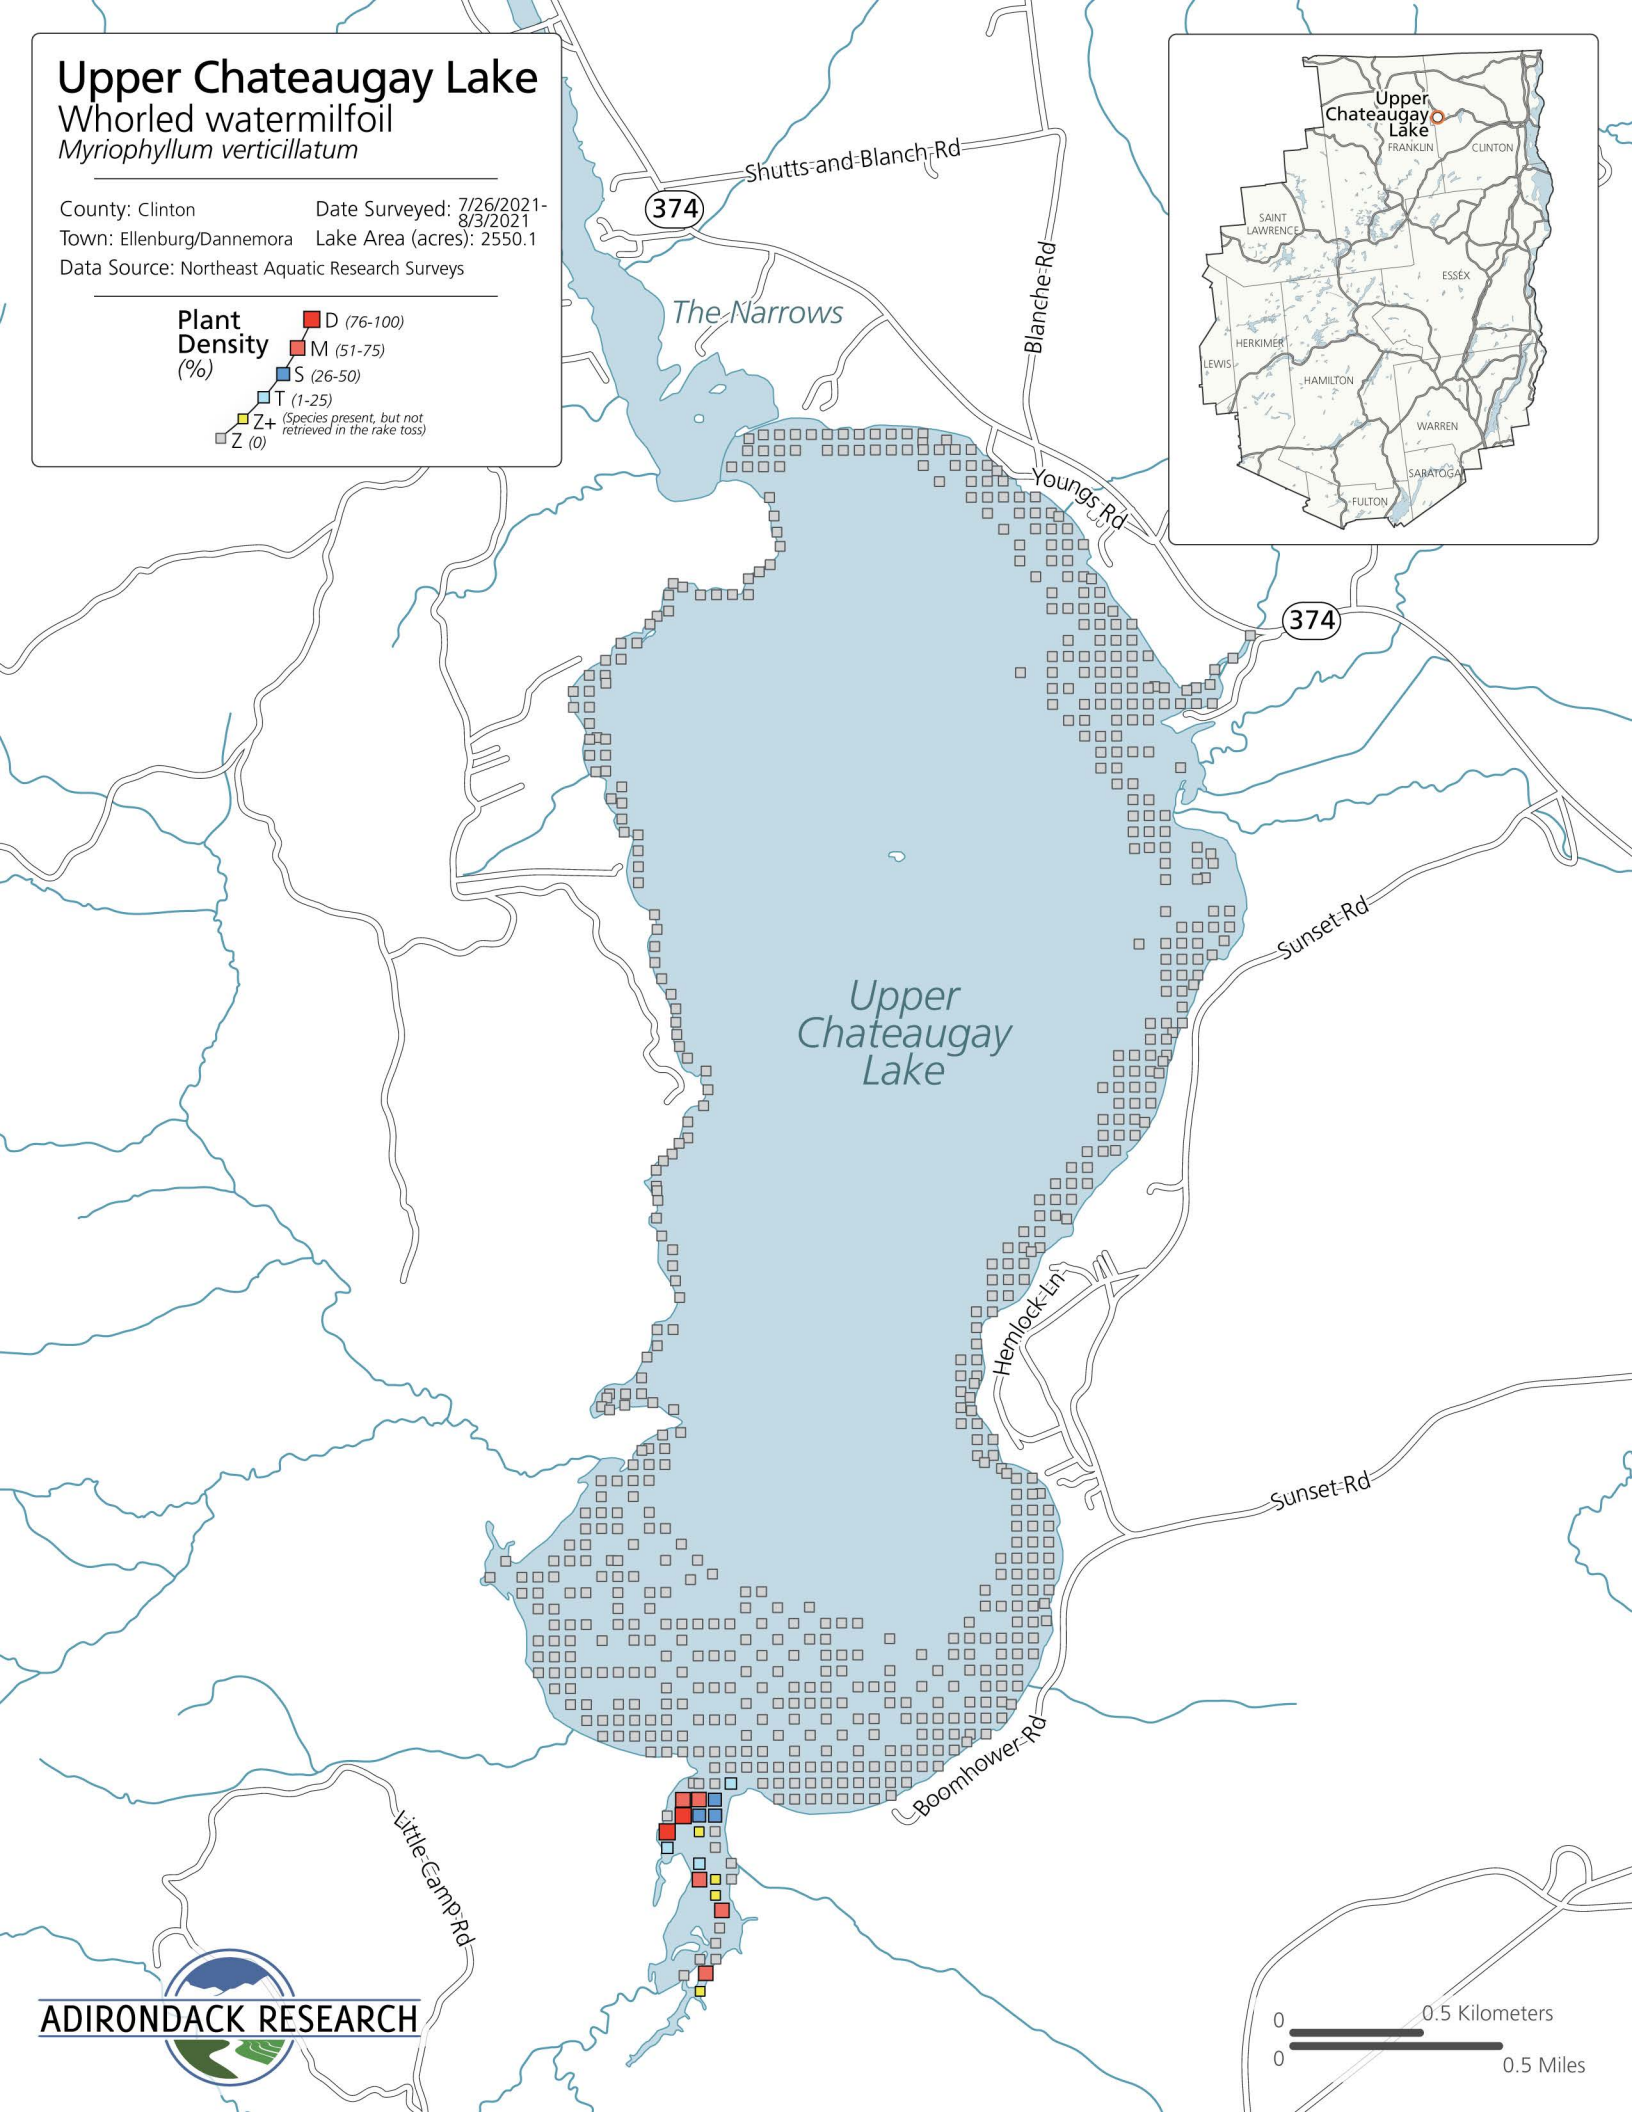 Upper Chateaugay Lake
Whorled watermilfoil
Myriophyllum verticillatum
County: Clinton
Date Surveyed: 7/26/2021-
8/3/2021
Town: Ellenburg/Dannemora
Lake Area (acres): 2550.1
Data Source: Northeast Aquatic Research Surveys
Plant
Density
(%)
D (76-100)
M (51-75)
S (26-50)
T (1-25)
Z+ (Species present, but not
retrieved in the rake toss)
Z (0)
Upper
Chateaugay
Lake
FRANKLIN
CLINTON
SAINT
LAWRENCE
ESSEX
HERKIMER
LEWIS
HAMILTON
WARREN
SARATOGA
FULTON
Shutts-and-Blanch-Rd
374
The Narrows
Blanche-Rd
Youngs Rd
374
Sunset-Rd
Upper
Chateaugay
Lake
Hemlock-Ln
Sunset-Rd
Boomhower-Rd
Little-Camp-Rd
ADIRONDACK RESEARCH
0
0.5 Kilometers
0
0.5 Miles